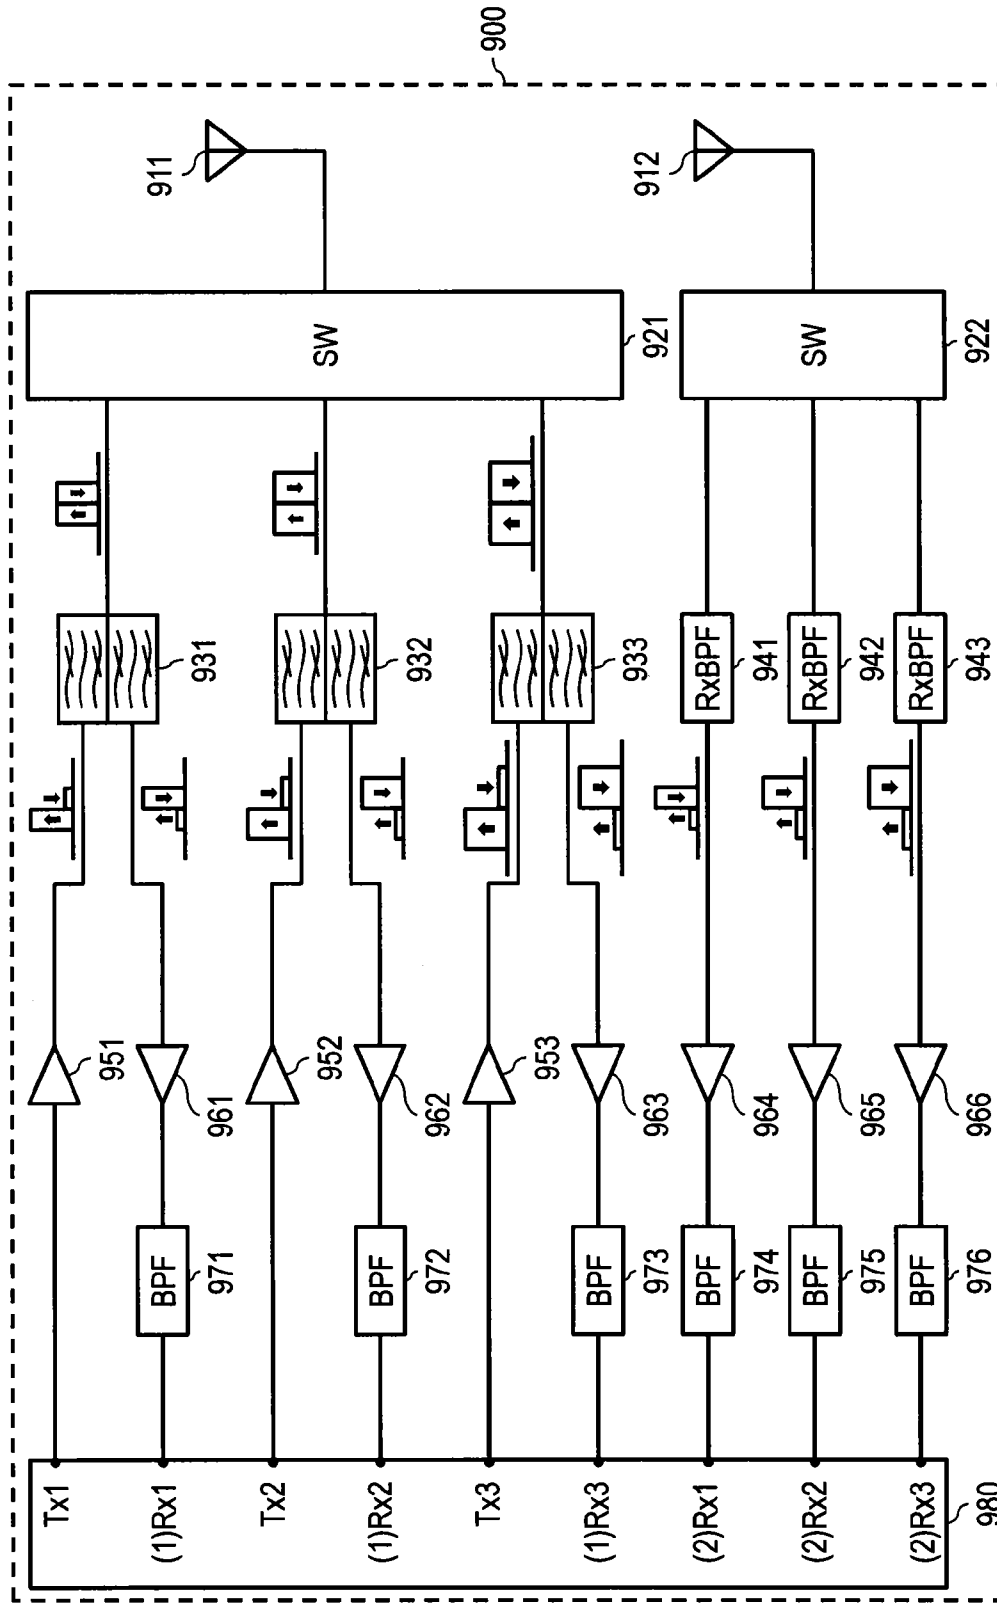 900
911
912
SW
921
SW
922
931
932
933
RxBPF
941
RxBPF
942
RxBPF
943
951
961
952
962
953
963
964
965
966
BPF
971
BPF
972
BPF
973
BPF
974
BPF
975
BPF
976
Tx1
(1)Rx1
Tx2
(1)Rx2
Tx3
(1)Rx3
(2)Rx1
(2)Rx2
(2)Rx3
980